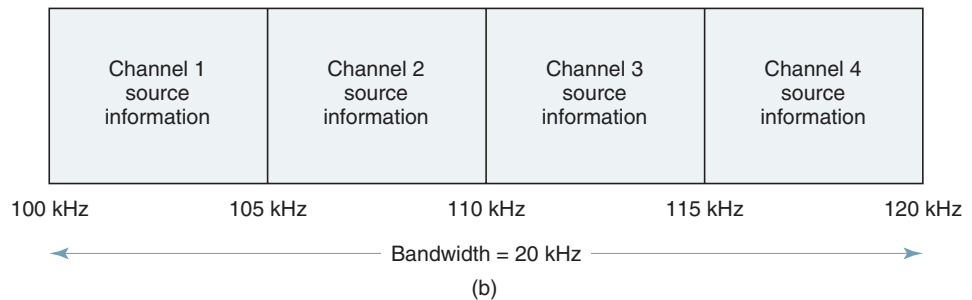 Channel 1
source
information
Channel 2
source
information
Channel 3
source
information
Channel 4
source
information
100 kHz
105 kHz
110 kHz
115 kHz
120 kHz
Bandwidth = 20 kHz
(b)